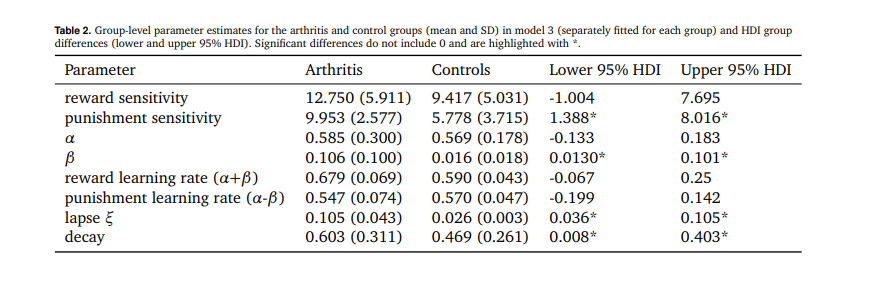 Table 2. Group-level parameter estimates for the arthritis and control groups (mean and SD) in model 3 (separately fitted for each group) and HDI group
differences (lower and upper 95% HDI). Significant differences do not include 0 and are highlighted with *.
Parameter Arthritis Controls Lower 95% HDI Upper 95% HDI
reward sensitivity 12.750 (5.911) 9.417 (5.031) -1.004 7.695
punishment sensitivity 9.953 (2.577) 5.778 (3.715) 1.388* 8.016*
α 0.585 (0.300) 0.569 (0.178) -0.133 0.183
β 0.106 (0.100) 0.016 (0.018) 0.0130* 0.101*
reward learning rate (α+β) 0.679 (0.069) 0.590 (0.043) -0.067 0.25
punishment learning rate (α-β) 0.547 (0.074) 0.570 (0.047) -0.199 0.142
lapse ξ 0.105 (0.043) 0.026 (0.003) 0.036* 0.105*
decay 0.603 (0.311) 0.469 (0.261) 0.008* 0.403*